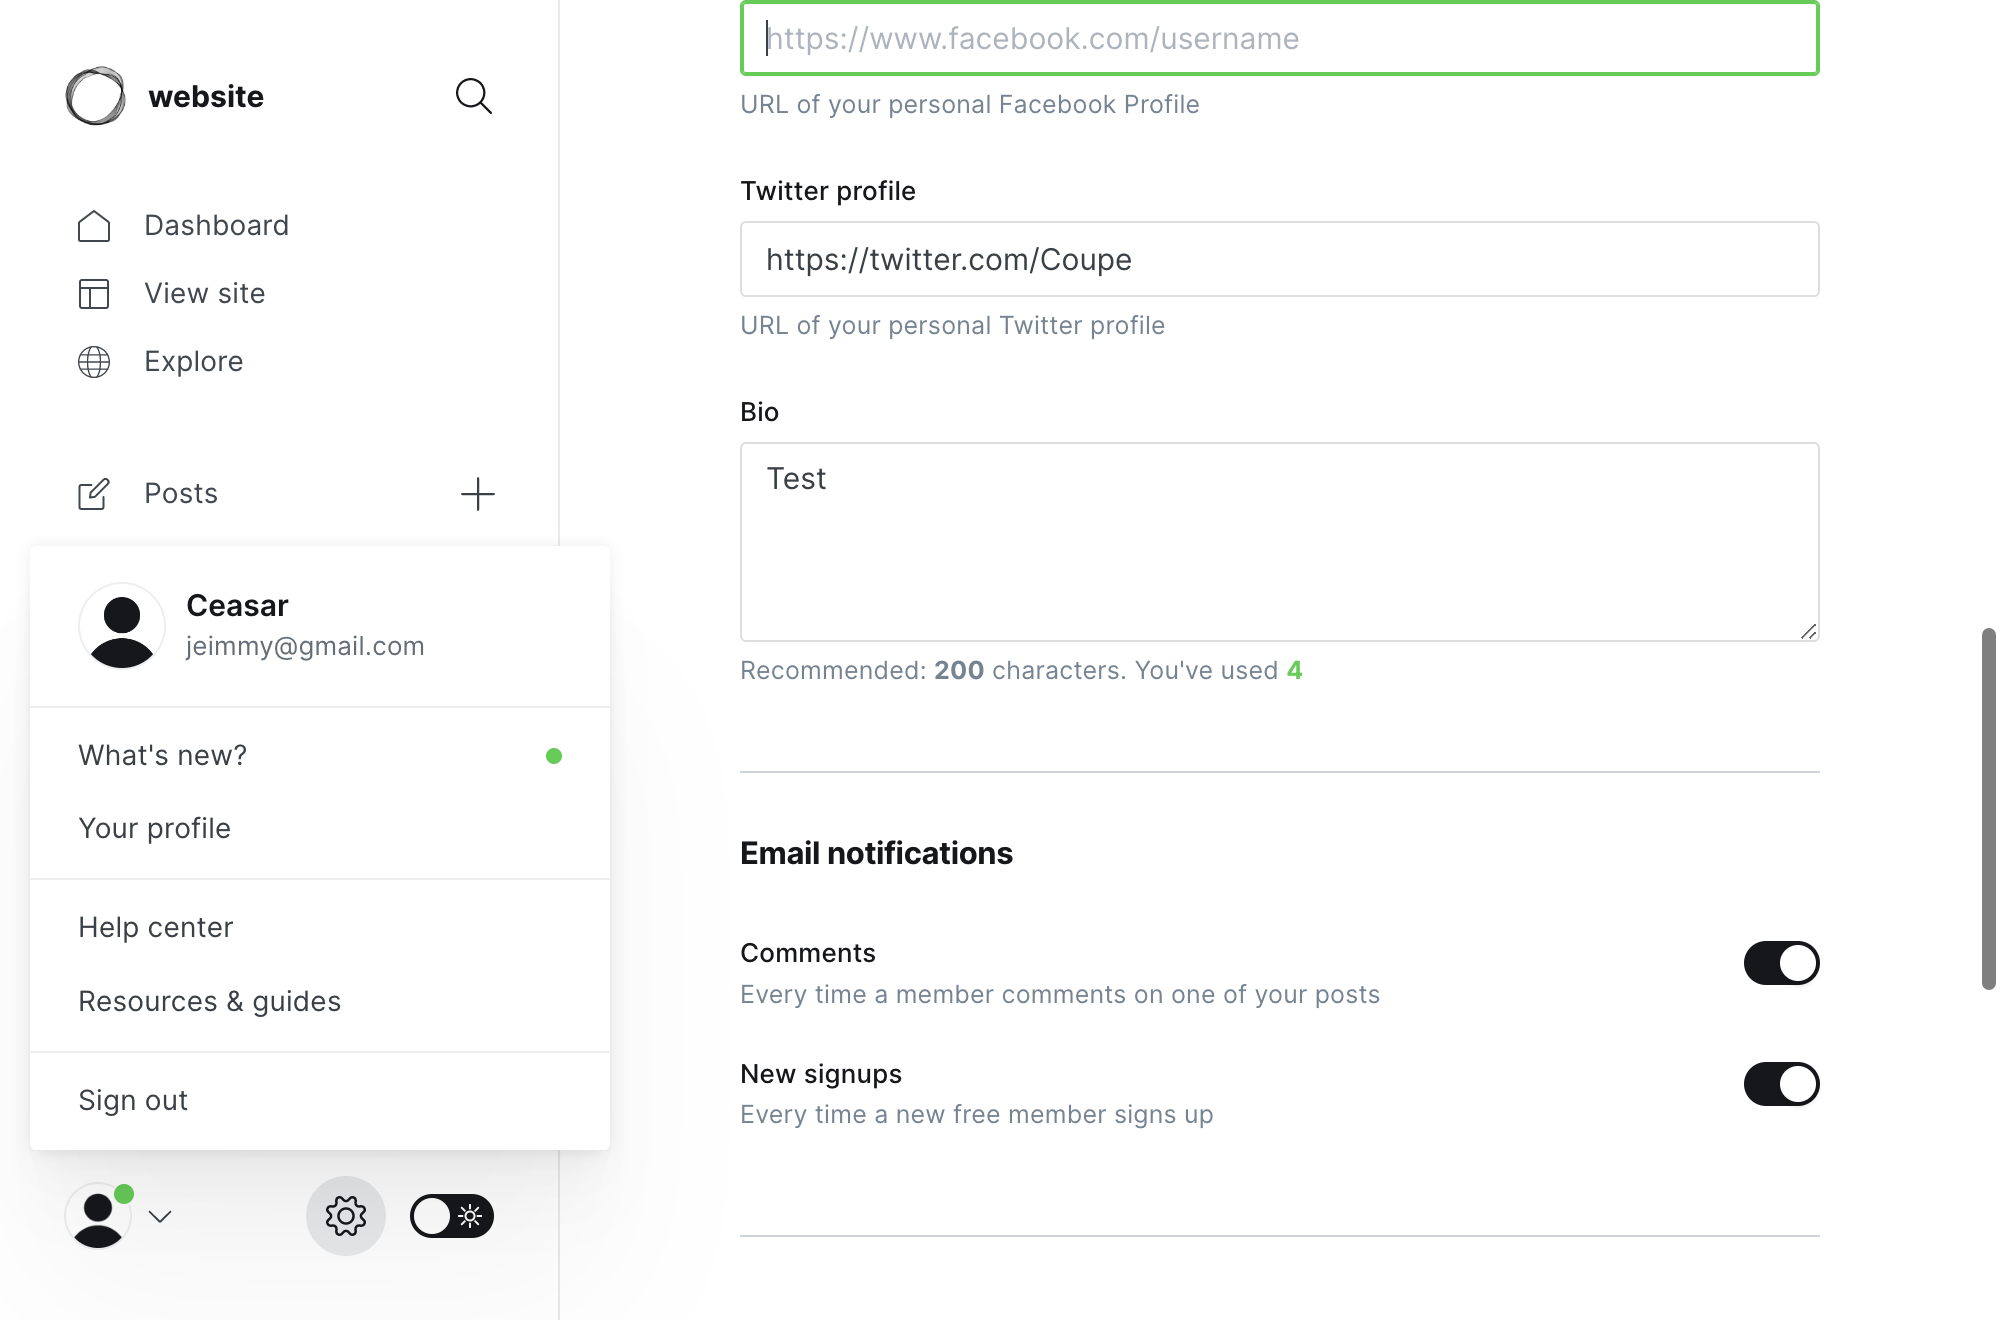 website
Dashboard
View site
Explore
Posts
Ceasar
jeimmy@gmail.com
What's new?
Your profile
Help center
Resources & guides
Sign out
https://www.facebook.com/username
URL of your personal Facebook Profile
Twitter profile
https://twitter.com/Coupe
URL of your personal Twitter profile
Bio
Test
Recommended: 200 characters. You've used 4
Email notifications
Comments
Every time a member comments on one of your posts
New signups
Every time a new free member signs up